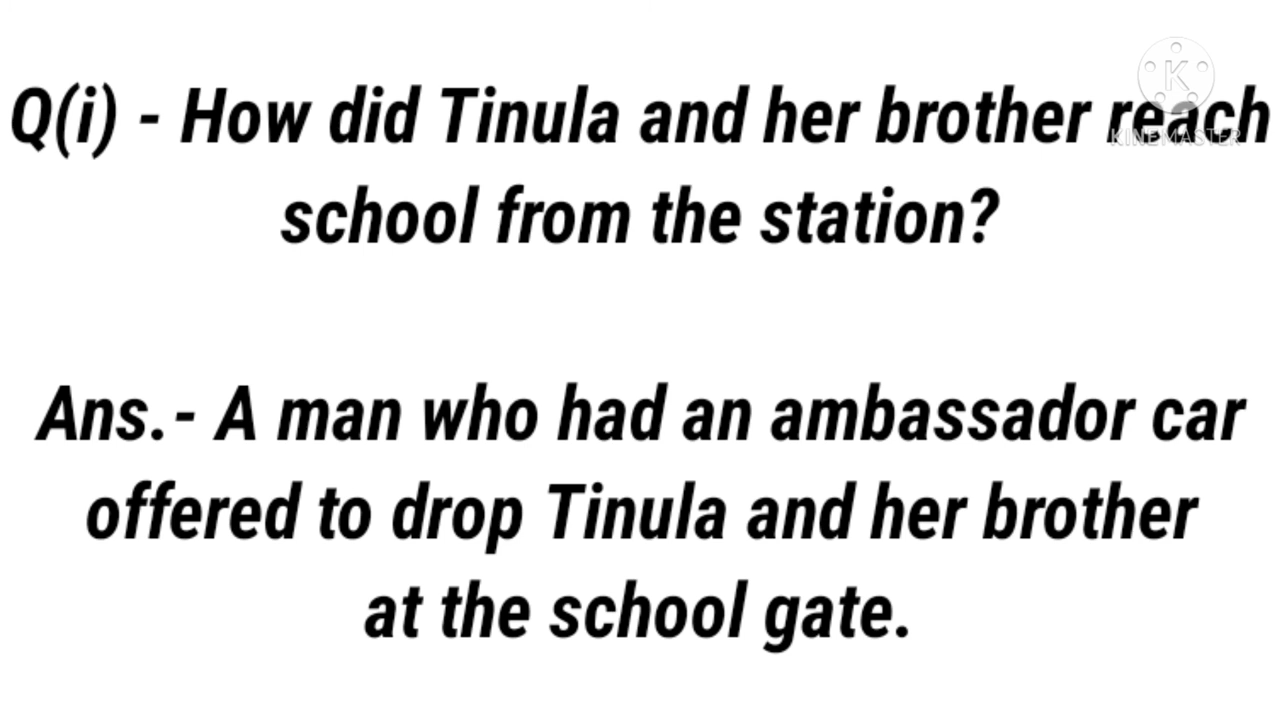 Q(i) - How did Tinula and her brother reach
school from the station?
Ans.- A man who had an ambassador car
offered to drop Tinula and her brother
at the school gate.
K
KINEMASTER